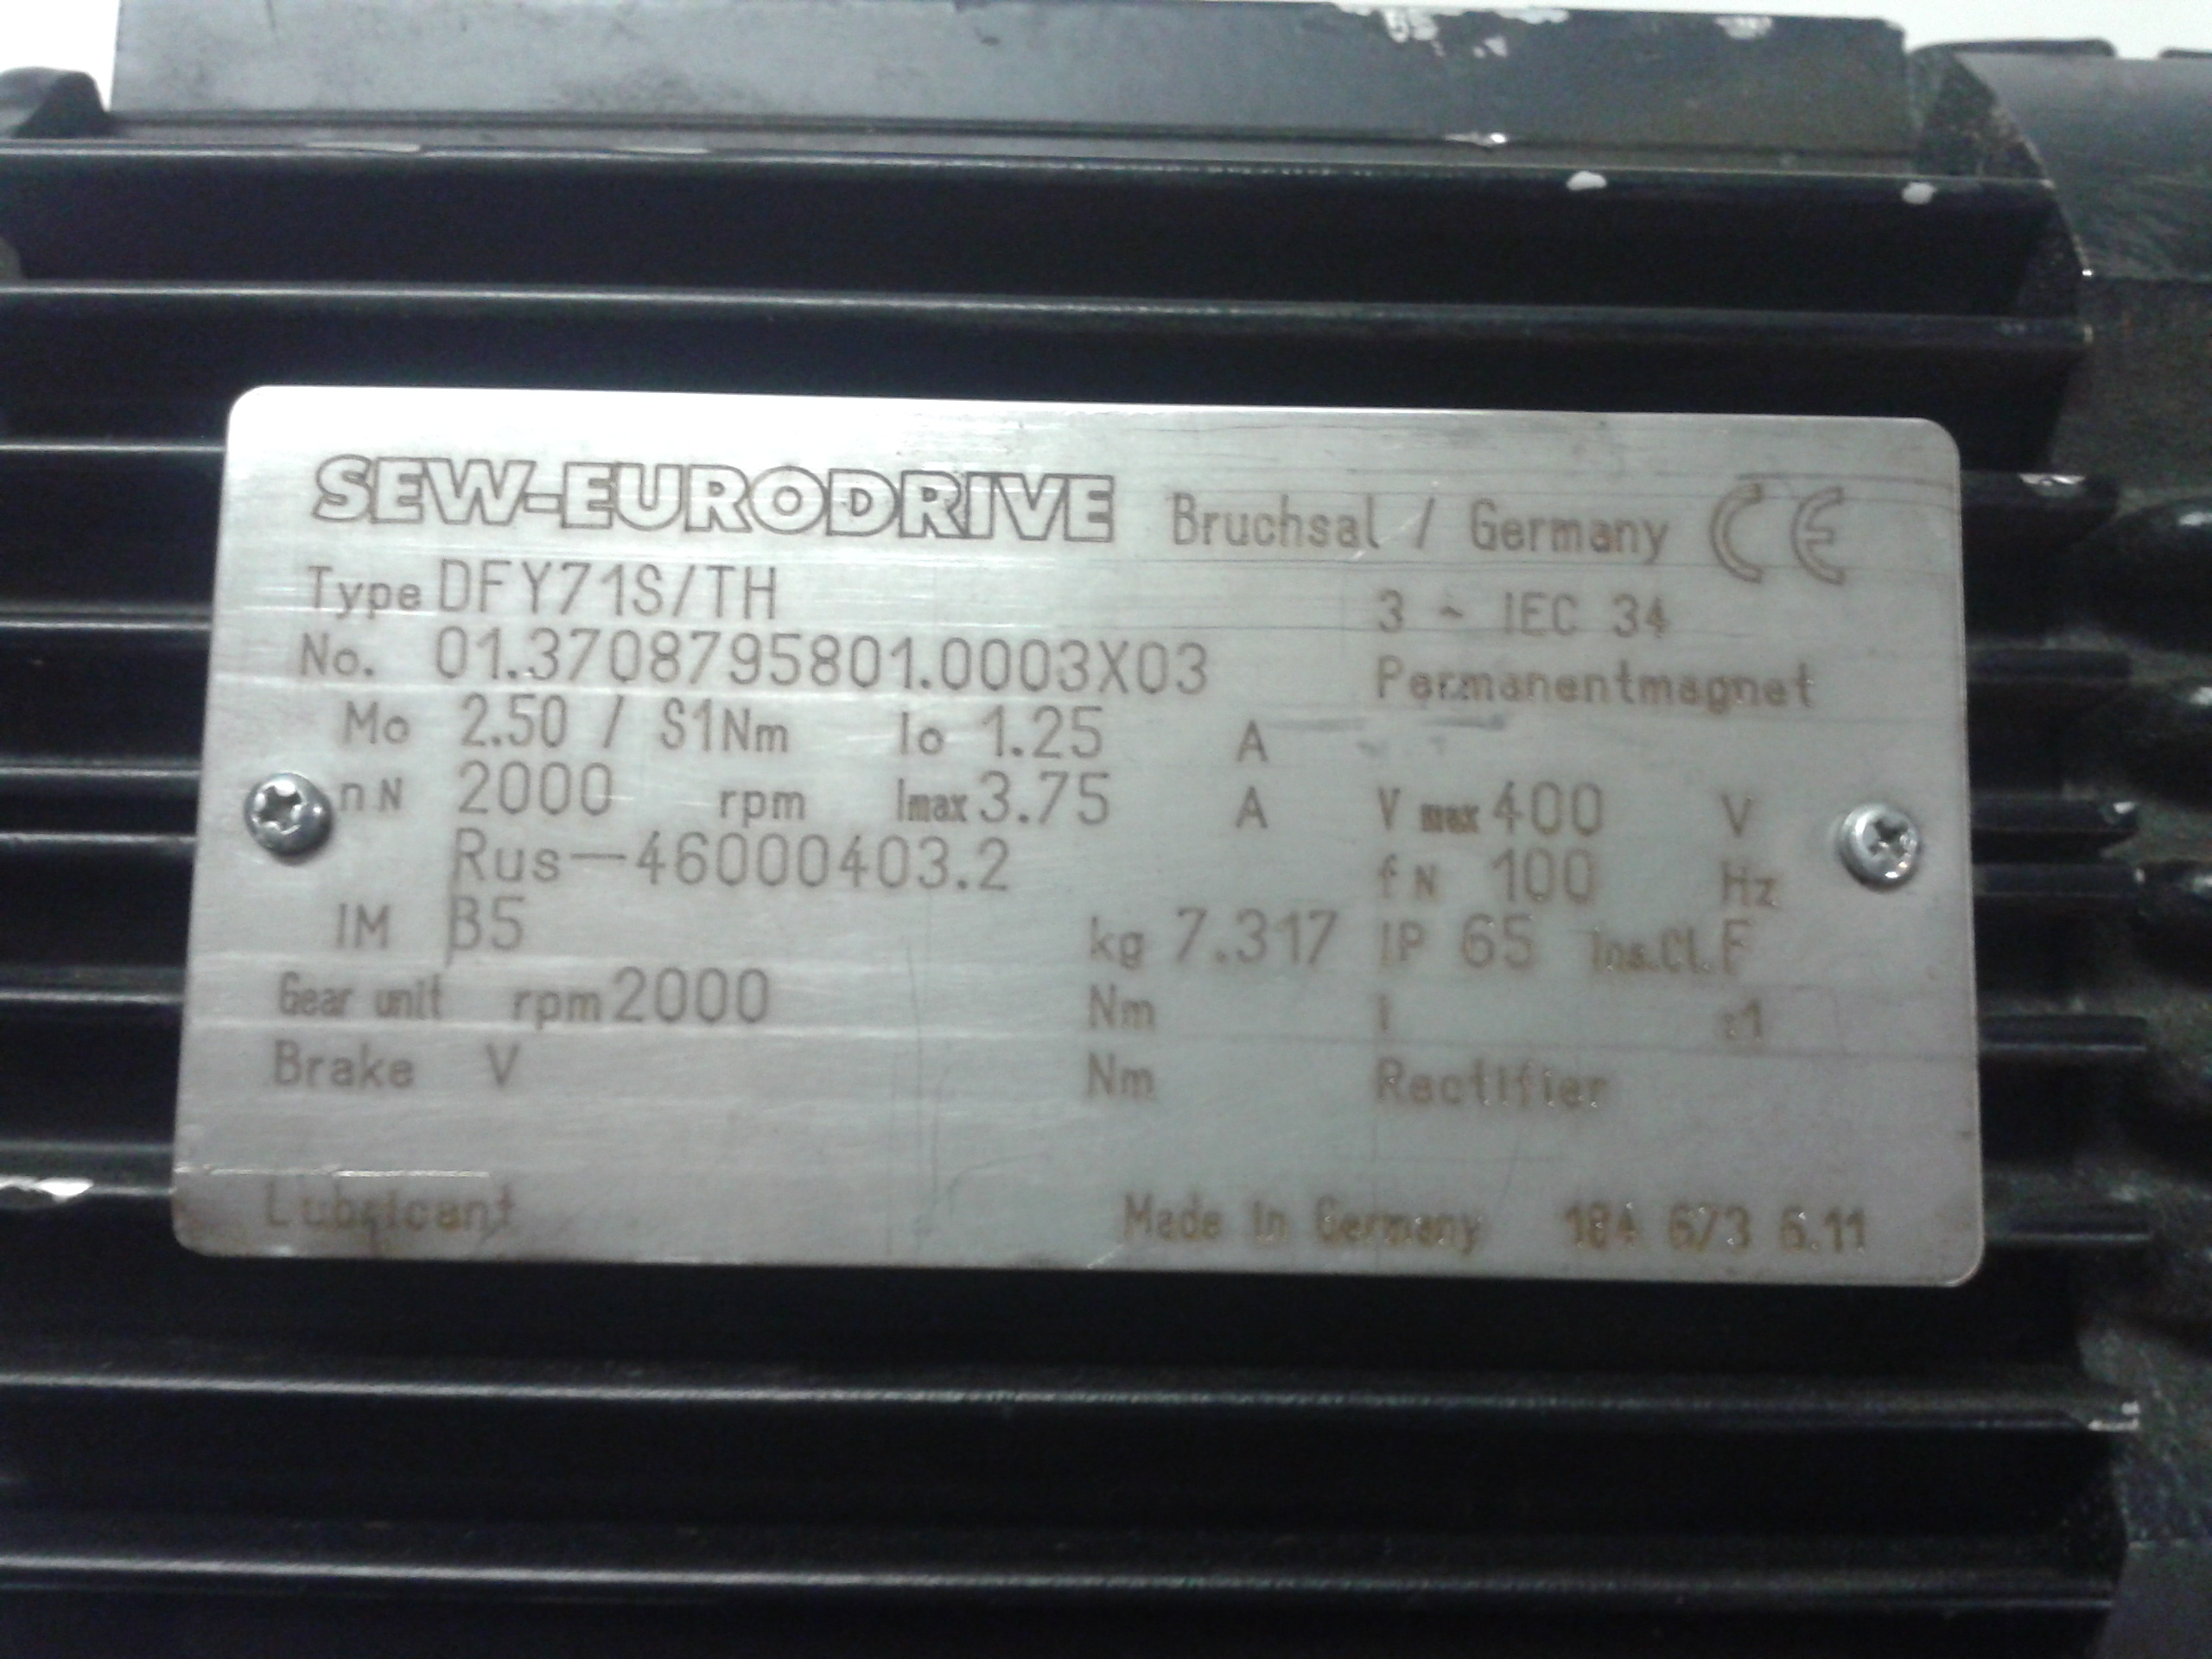 SEW-EURODRIVE Bruchsal / Germany CE
Type DFY71S/TH 3 ~ IEC 34
No. 01.3708795801.0003X03 Permanentmagnet
Mo 2.50 / S1Nm Io 1.25 A
nN 2000 rpm Imax 3.75 A Vmax 400 V
Rus-46000403.2 fN 100 Hz
IM B5 kg 7.317 IP 65 Ins.Cl.F
Gear unit rpm 2000 Nm i :1
Brake V Nm Rectifier
Lubricant Made in Germany 184 673 6.11